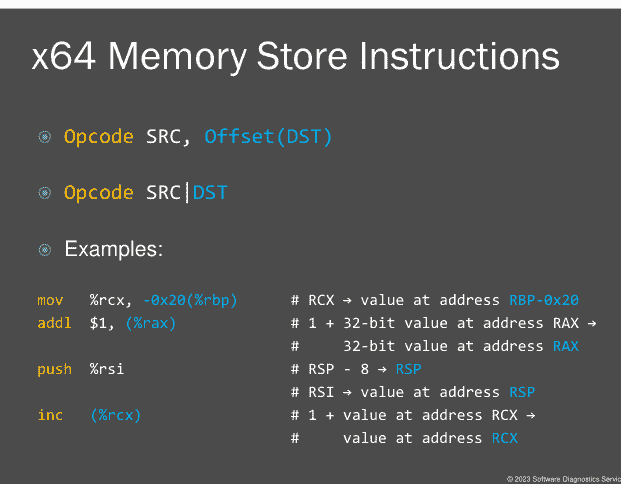 x64 Memory Store Instructions
Opcode SRC, Offset(DST)
Opcode SRC|DST
Examples:
mov %rcx, -0x20(%rbp) # RCX → value at address RBP-0x20
addl $1, (%rax) # 1 + 32-bit value at address RAX →
# 32-bit value at address RAX
push %rsi # RSP - 8 → RSP
# RSI → value at address RSP
inc (%rcx) # 1 + value at address RCX →
# value at address RCX
© 2023 Software Diagnostics Servic